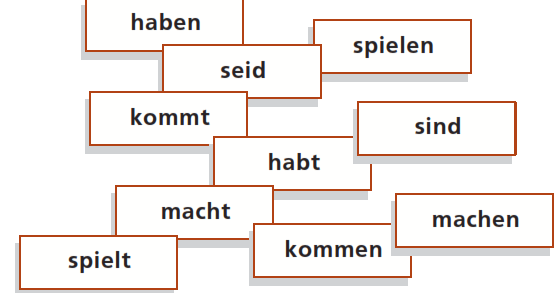 haben
spielen
seid
kommt
sind
habt
macht
machen
kommen
spielt